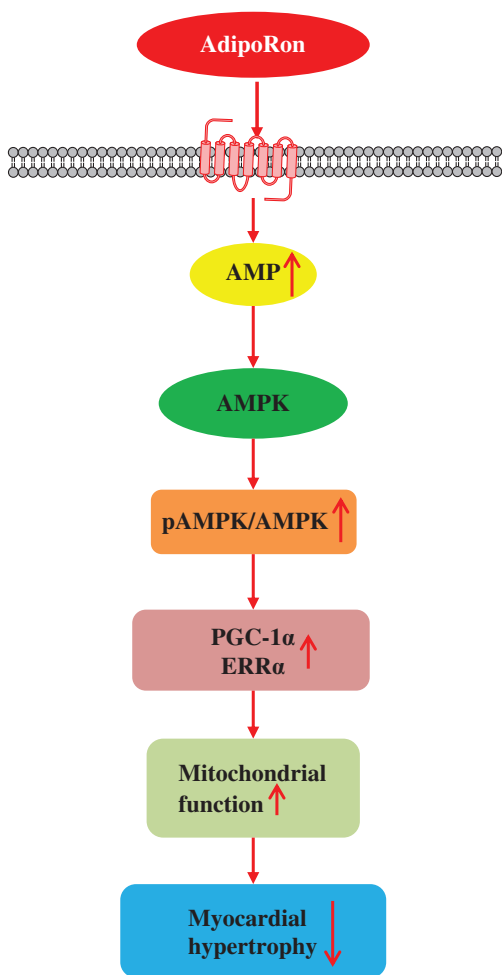 AdipoRon
AMP
AMPK
pAMPK/AMPK
PGC-1α
ERRα
Mitochondrial
function
Myocardial
hypertrophy